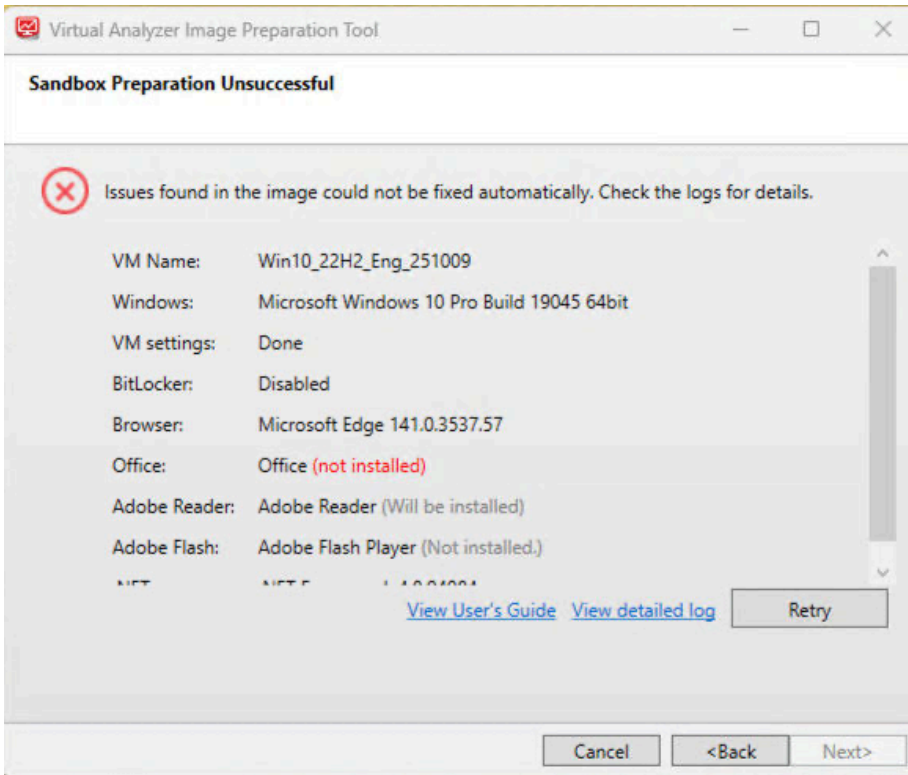 Virtual Analyzer Image Preparation Tool
Sandbox Preparation Unsuccessful
Issues found in the image could not be fixed automatically. Check the logs for details.
VM Name: Win10_22H2_Eng_251009
Windows: Microsoft Windows 10 Pro Build 19045 64bit
VM settings: Done
BitLocker: Disabled
Browser: Microsoft Edge 141.0.3537.57
Office: Office (not installed)
Adobe Reader: Adobe Reader (Will be installed)
Adobe Flash: Adobe Flash Player (Not installed.)
View User's Guide View detailed log Retry
Cancel <Back Next>